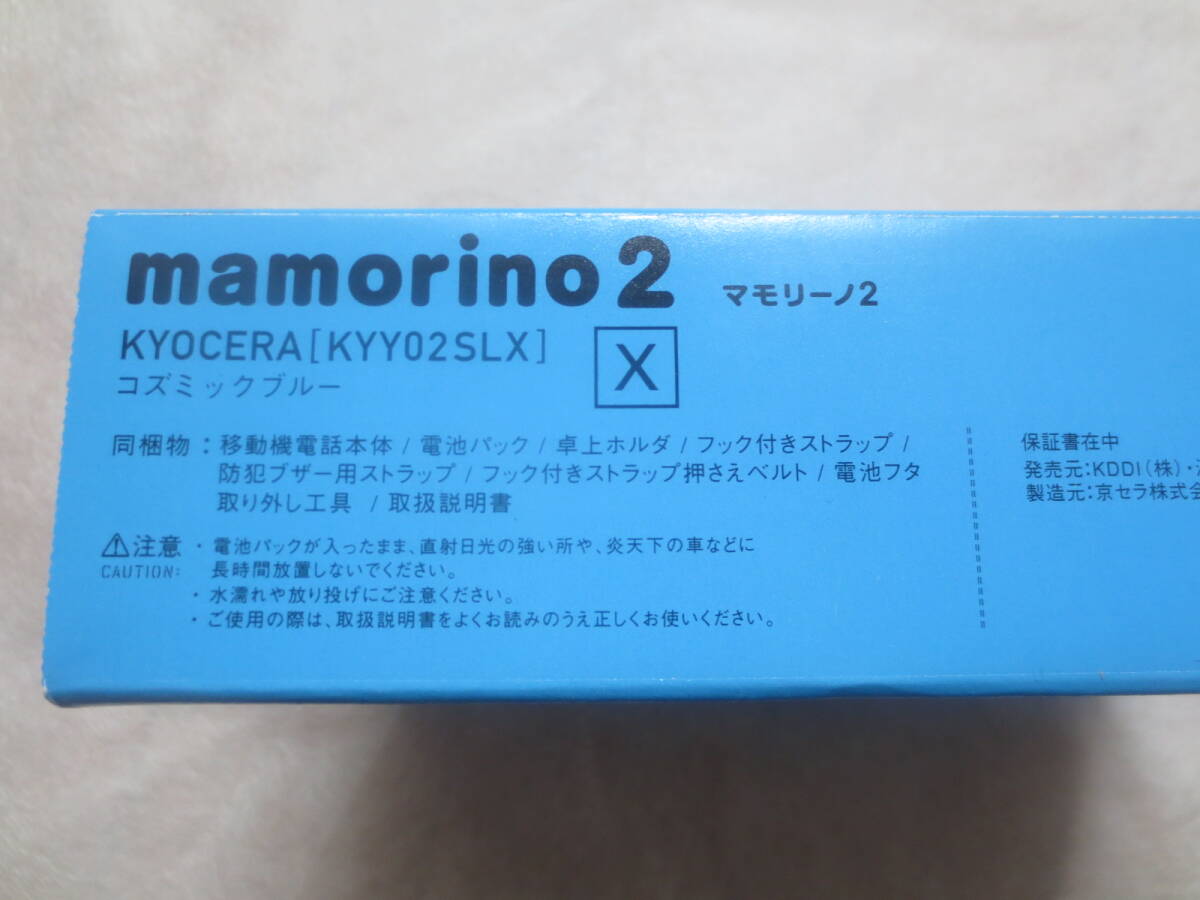 mamorino2 マモリーノ2
KYOCERA[KYY02SLX] X
コズミックブルー
同梱物：移動機電話本体 / 電池パック / 卓上ホルダ / フック付きストラップ /
防犯ブザー用ストラップ / フック付きストラップ押さえベルト / 電池フタ
取り外し工具 / 取扱説明書
⚠注意 ・電池パックが入ったまま、直射日光の強い所や、炎天下の車などに
CAUTION: 長時間放置しないでください。
・水濡れや放り投げにご注意ください。
・ご使用の際は、取扱説明書をよくお読みのうえ正しくお使いください。
保証書在中
発売元：KDDI(株)・
製造元：京セラ株式会